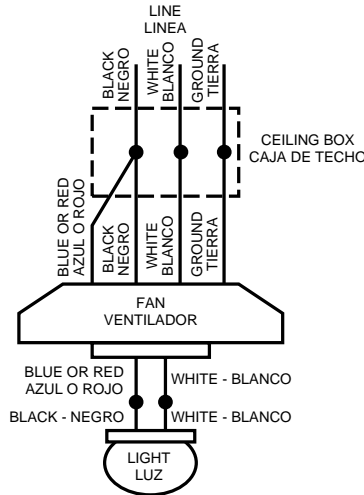 LINE
LINEA
BLACK
NEGRO
WHITE
BLANCO
GROUND
TIERRA
CEILING BOX
CAJA DE TECHO
BLUE OR RED
AZUL O ROJO
BLACK
NEGRO
WHITE
BLANCO
GROUND
TIERRA
FAN
VENTILADOR
BLUE OR RED
AZUL O ROJO
WHITE - BLANCO
BLACK - NEGRO
WHITE - BLANCO
LIGHT
LUZ